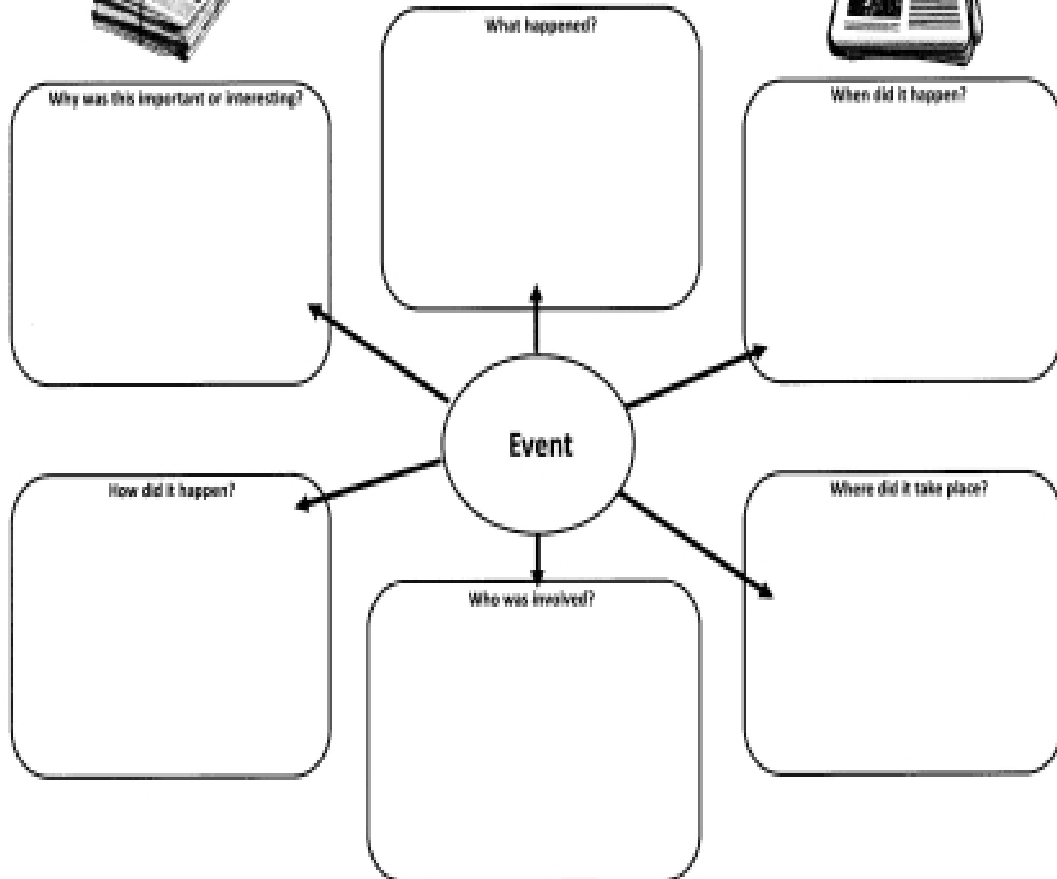 What happened?
Why was this important or interesting?
When did it happen?
Event
How did it happen?
Where did it take place?
Who was involved?